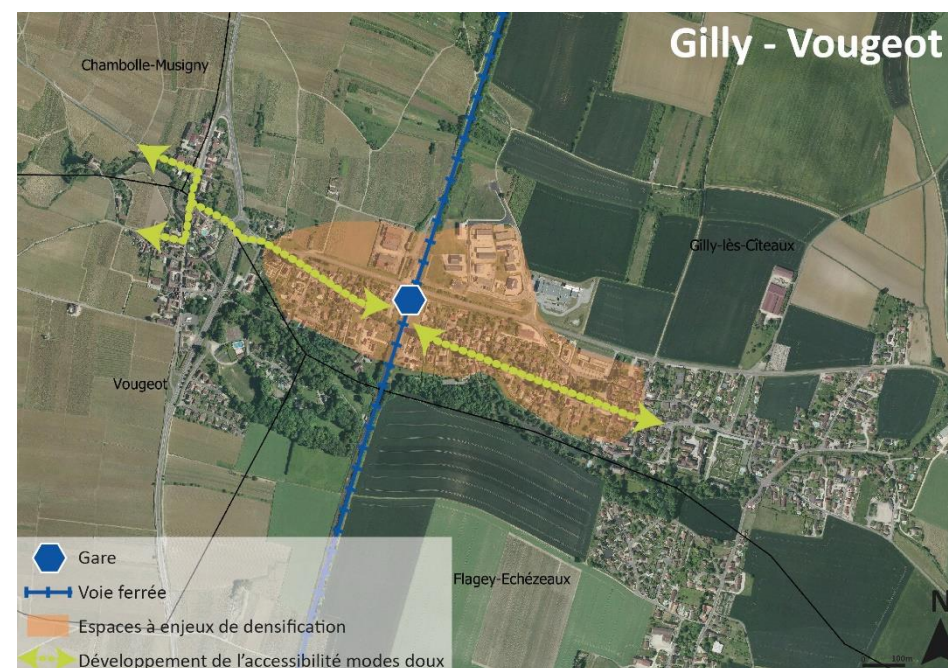 Gilly - Vougeot
Chambolle-Musigny
Gilly-lès-Cîteaux
Vougeot
Flagey-Echézeaux
Gare
Voie ferrée
Espaces à enjeux de densification
Développement de l'accessibilité modes doux
N
0 100m